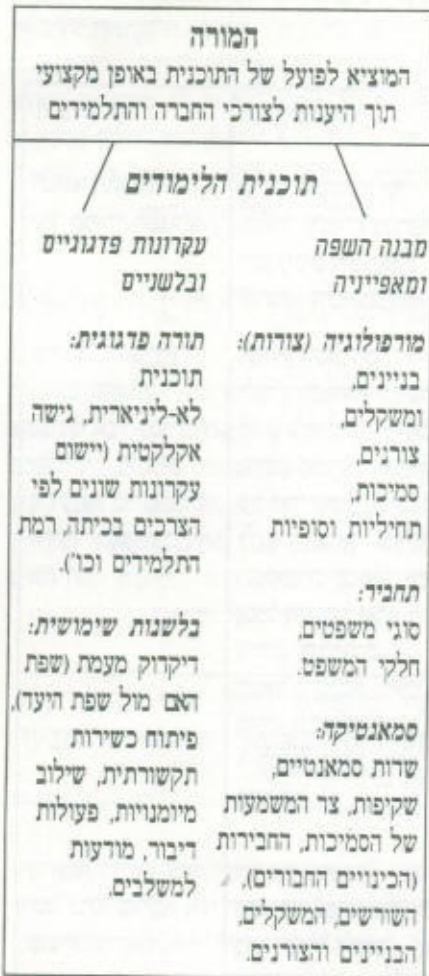 המורה
המוציא לפועל של התוכנית באופן מקצועי
תוך היענות לצורכי החברה והתלמידים
תוכנית הלימודים
מבנה השפה
ומאפייניה
מורפולוגיה (צורות):
בניינים,
ומשקלים,
צורנים,
סמיכות,
תחיליות וסופיות
תחביר:
סוגי משפטים,
חלקי המשפט.
סמאנטיקה:
שדות סמאנטיים,
שקיפות, צד המשמעות
של הסמיכות, החבירות
(הכינויים החבורים),
השורשים, המשקלים,
הבניינים והצורנים.
עקרונות פדגוגיים
ובלשניים
תורה פדגוגית:
תוכנית
לא-ליניארית, גישה
אקלקטית (יישום
עקרונות שונים לפי
הצרכים בכיתה, רמת
התלמידים וכו').
בלשנות שימושית:
דיקדוק מעמת (שפת
האם מול שפת היעד),
פיתוח כשירות
תקשורתית, שילוב
מיומנויות, פעולות
דיבור, מודעות
למשלבים,